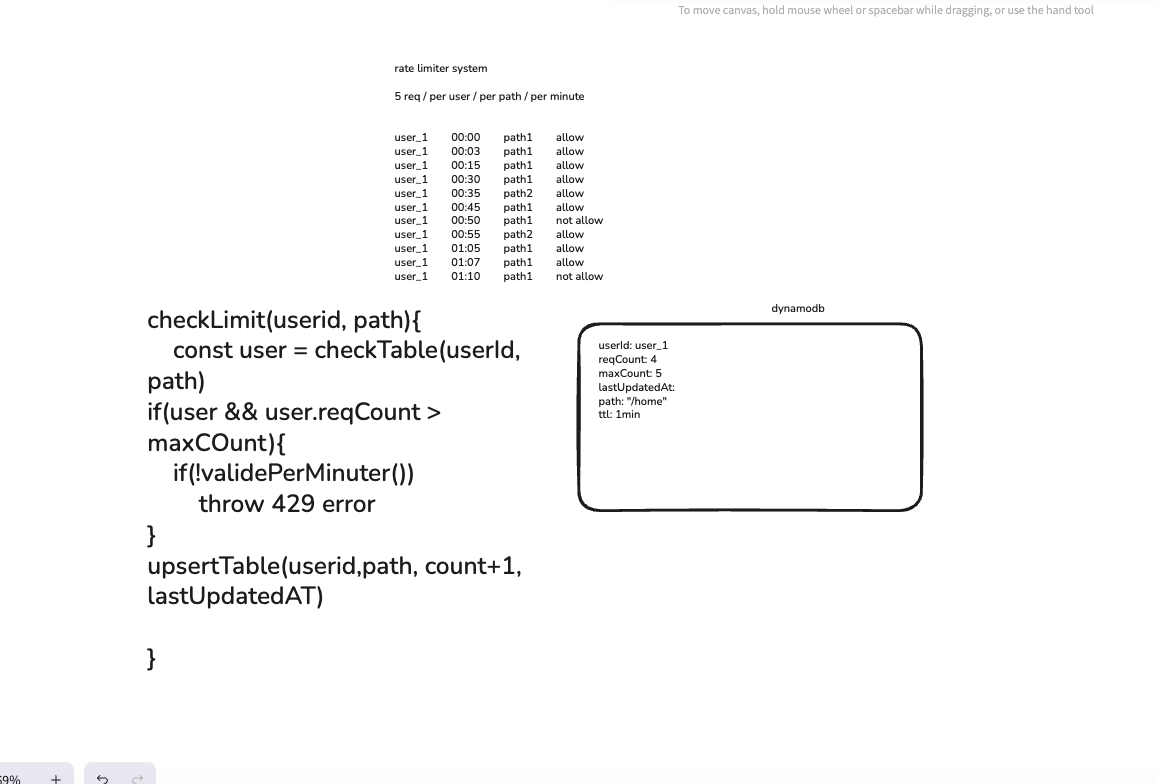 To move canvas, hold mouse wheel or spacebar while dragging, or use the hand tool
rate limiter system
5 req / per user / per path / per minute
user_1 00:00 path1 allow
user_1 00:03 path1 allow
user_1 00:15 path1 allow
user_1 00:30 path1 allow
user_1 00:35 path2 allow
user_1 00:45 path1 allow
user_1 00:50 path1 not allow
user_1 00:55 path2 allow
user_1 01:05 path1 allow
user_1 01:07 path1 allow
user_1 01:10 path1 not allow
checkLimit(userid, path){
const user = checkTable(userId,
path)
if(user && user.reqCount >
maxCOunt){
if(!validePerMinuter())
throw 429 error
}
upsertTable(userid,path, count+1,
lastUpdatedAT)
}
dynamodb
userId: user_1
reqCount: 4
maxCount: 5
lastUpdatedAt:
path: "/home"
ttl: 1min